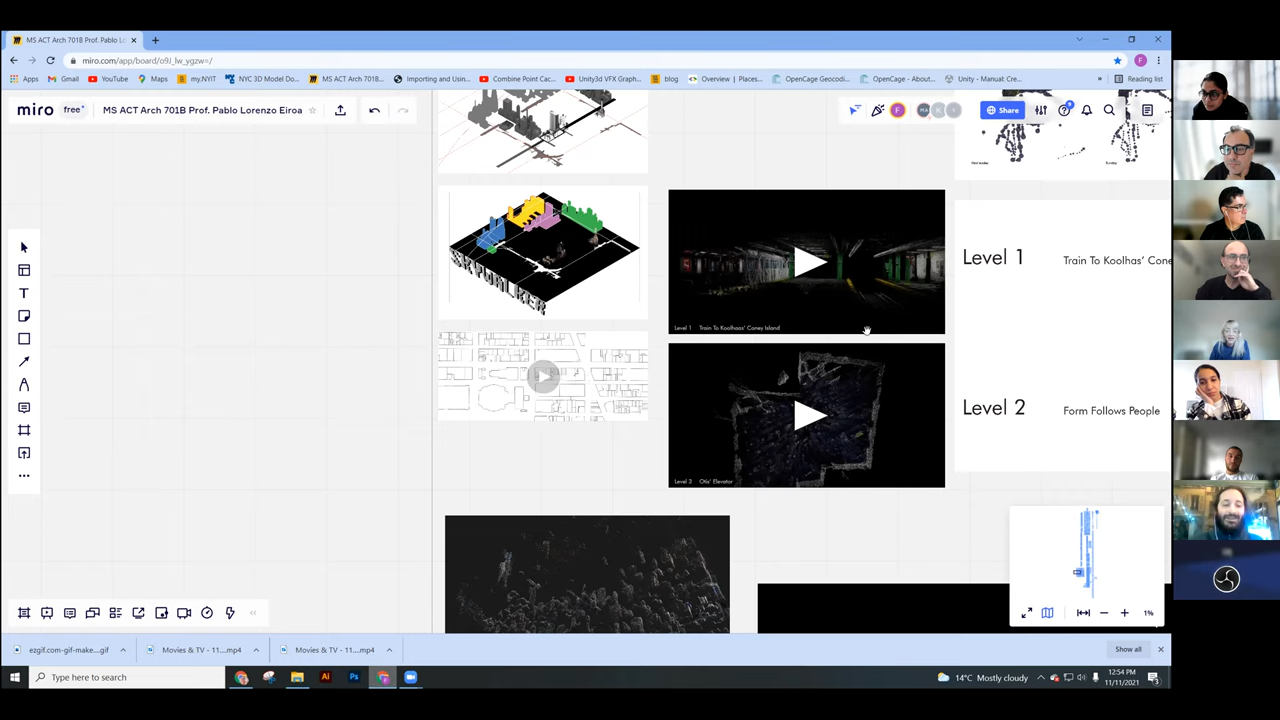 MS ACT Arch 701B Prof. Pablo Lo
miro.com/app/board/o9J_lw_ygzw=/
Apps
Gmail
YouTube
Maps
my.NYIT
NYC 3D Model Do...
MS ACT Arch 701B...
Importing and Usin...
Combine Point Cac...
Unity3d VFX Graph...
blog
Overview | Places...
OpenCage Geocodi...
OpenCage - About...
Unity - Manual: Cre...
Reading list
miro
free
MS ACT Arch 701B Prof. Pablo Lorenzo Eiroa
Share
SKYWALKER
Level 1 Train To Koolhaas' Coney Island
Level 1
Train To Koolhas' Cone
Level 3 Otis' Elevator
Level 2
Form Follows People
1%
ezgif.com-gif-make....gif
Movies & TV - 11....mp4
Movies & TV - 11....mp4
Show all
Type here to search
14°C Mostly cloudy
12:54 PM
11/11/2021